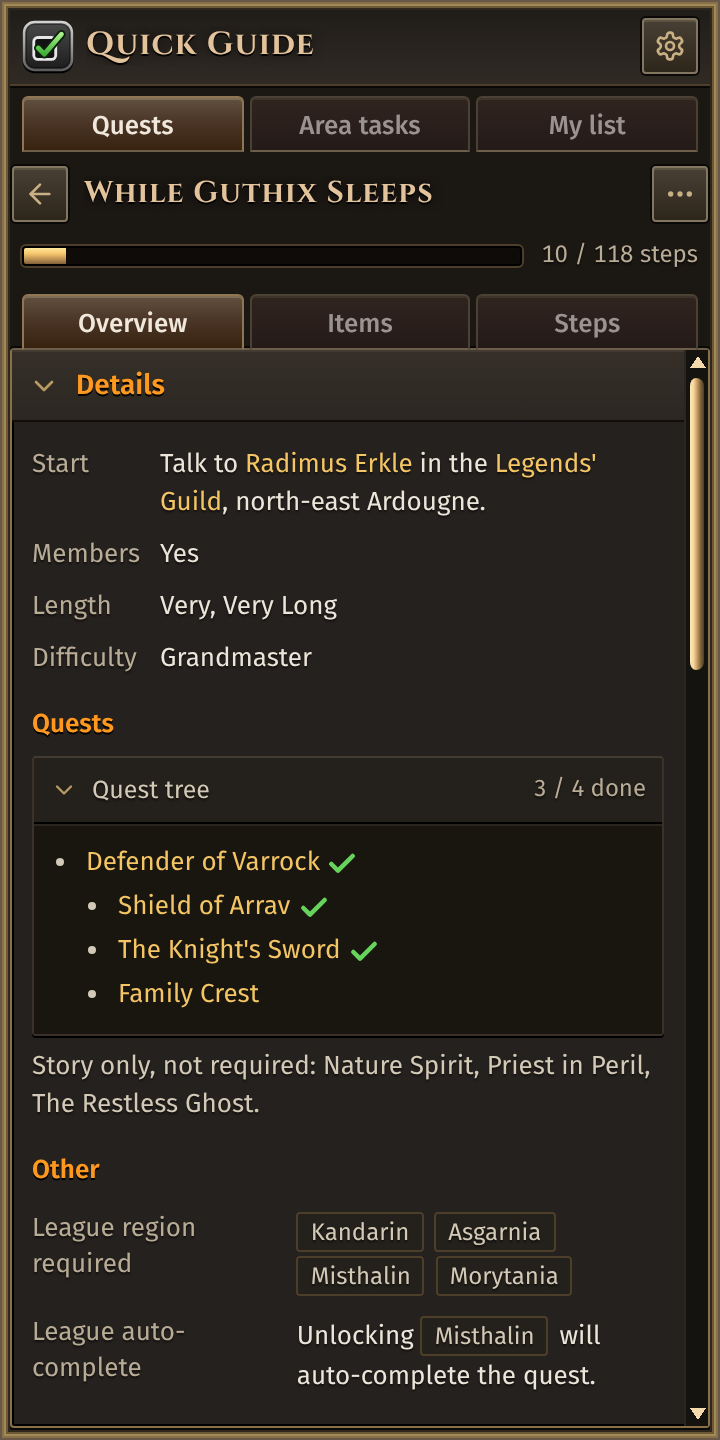 Quick Guide
Quests
Area tasks
My list
While Guthix Sleeps
10 / 118 steps
Overview
Items
Steps
Details
Start
Talk to Radimus Erkle in the Legends'
Guild, north-east Ardougne.
Members
Yes
Length
Very, Very Long
Difficulty
Grandmaster
Quests
Quest tree
3 / 4 done
Defender of Varrock
Shield of Arrav
The Knight's Sword
Family Crest
Story only, not required: Nature Spirit, Priest in Peril,
The Restless Ghost.
Other
League region
required
Kandarin
Asgarnia
Misthalin
Morytania
League auto-
complete
Unlocking Misthalin will
auto-complete the quest.